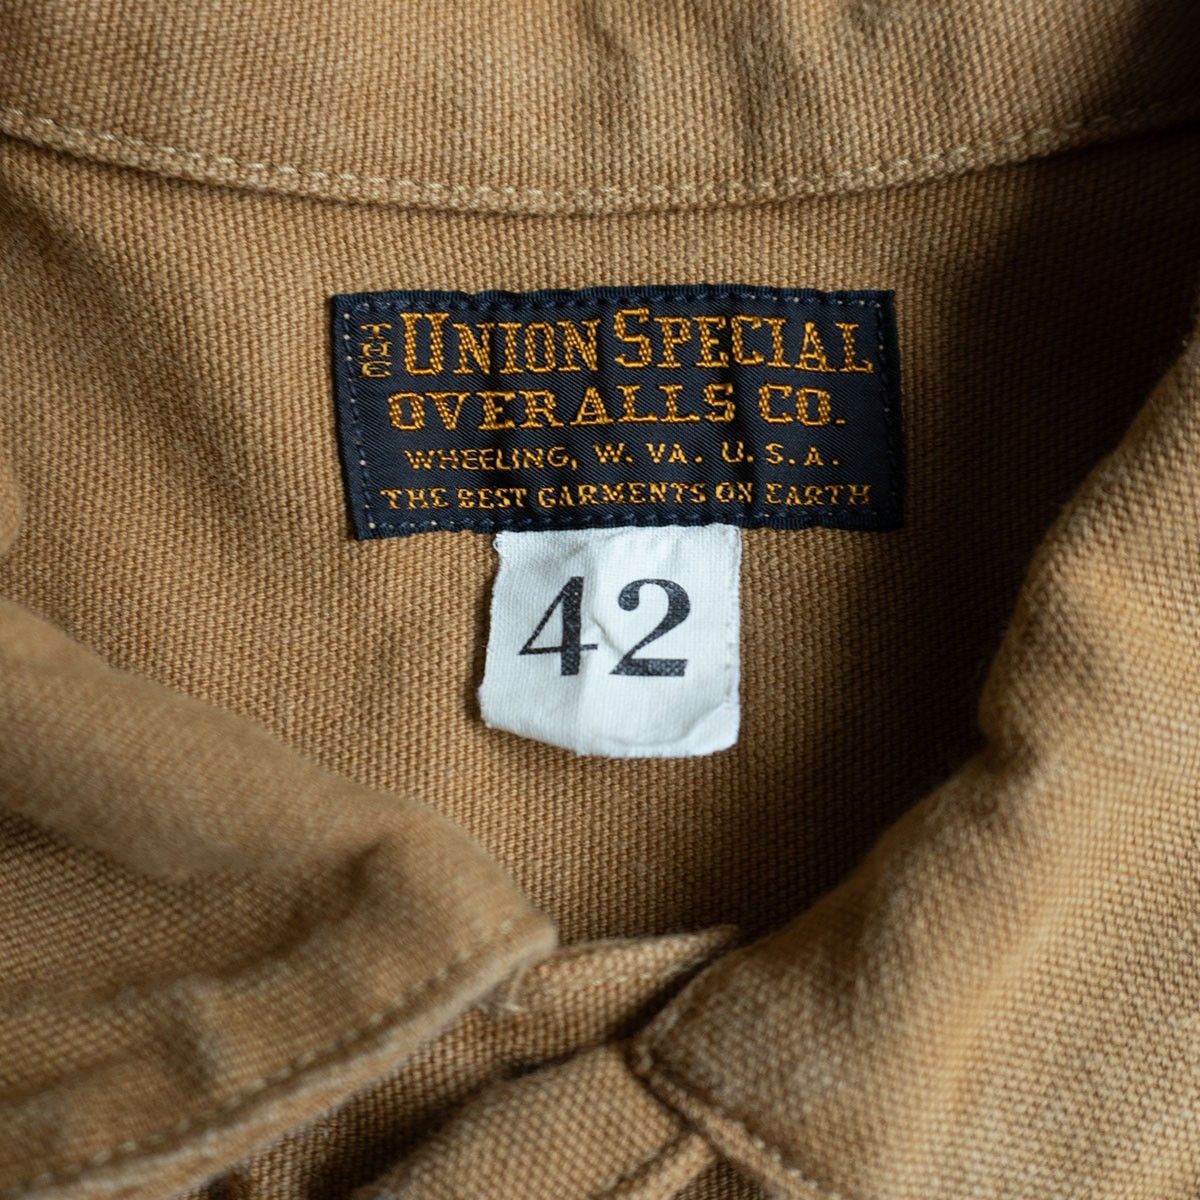 THE UNION SPECIAL
OVERALLS CO.
WHEELING, W. VA. U.S.A.
THE BEST GARMENTS ON EARTH
42